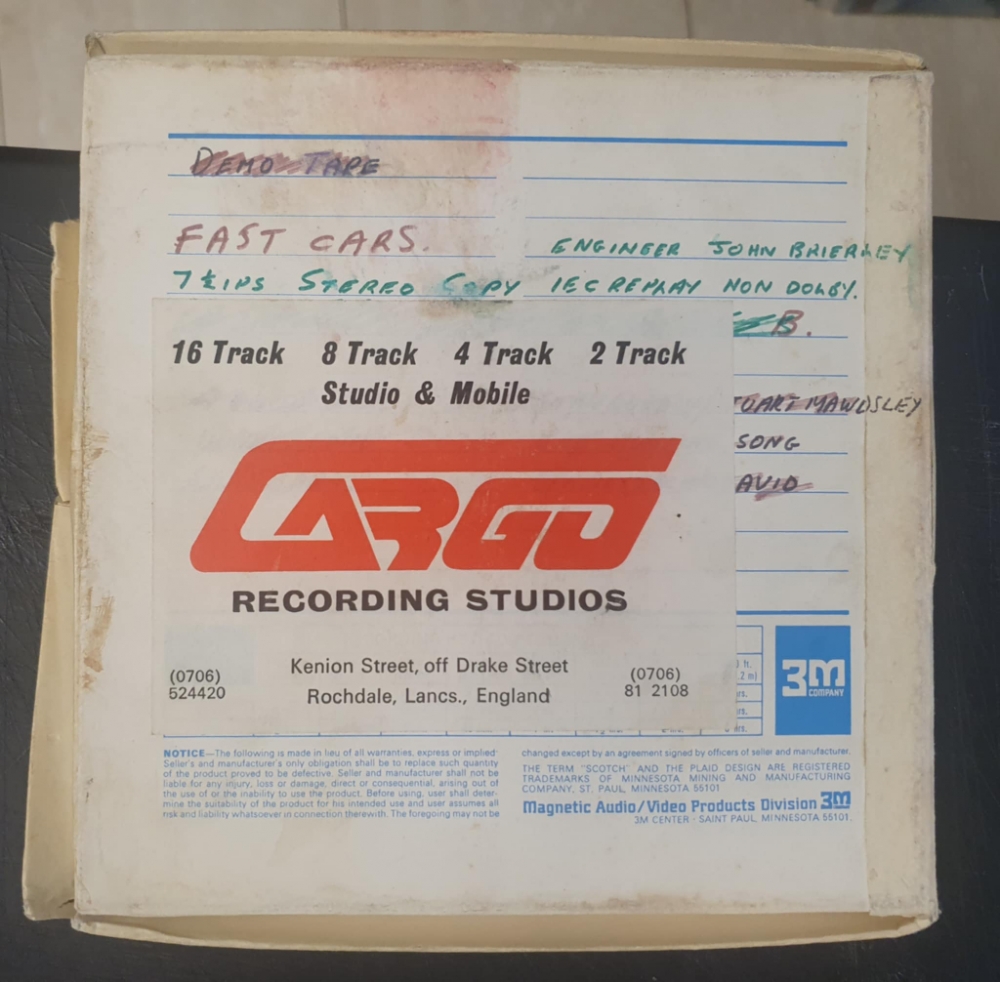 DEMO TAPE
FAST CARS.
ENGINEER JOHN BRIERLEY
7½ IPS STEREO COPY IEC REPLAY NON DOLBY.
B.
16 Track 8 Track 4 Track 2 Track
Studio & Mobile
TUART MAWDSLEY
SONG
AVID
CARGO
RECORDING STUDIOS
(0706)
524420
Kenion Street, off Drake Street
Rochdale, Lancs., England
(0706)
81 2108
ft.
.2 m)
rs.
rs.
rs.
3M
COMPANY
NOTICE—The following is made in lieu of all warranties, express or implied:
Seller's and manufacturer's only obligation shall be to replace such quantity
of the product proved to be defective. Seller and manufacturer shall not be
liable for any injury, loss or damage, direct or consequential, arising out of
the use of or the inability to use the product. Before using, user shall deter-
mine the suitability of the product for his intended use and user assumes all
risk and liability whatsoever in connection therewith. The foregoing may not be
changed except by an agreement signed by officers of seller and manufacturer.
THE TERM "SCOTCH" AND THE PLAID DESIGN ARE REGISTERED
TRADEMARKS OF MINNESOTA MINING AND MANUFACTURING
COMPANY, ST. PAUL, MINNESOTA 55101
Magnetic Audio/Video Products Division 3M
3M CENTER · SAINT PAUL, MINNESOTA 55101.